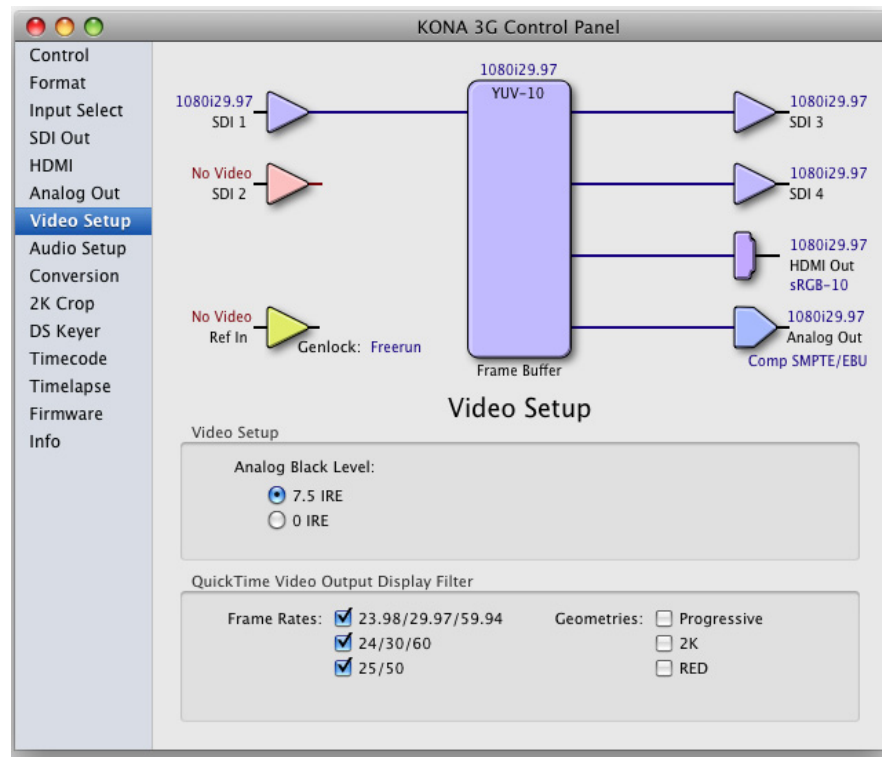 KONA 3G Control Panel
Control
Format
Input Select
SDI Out
HDMI
Analog Out
Video Setup
Audio Setup
Conversion
2K Crop
DS Keyer
Timecode
Timelapse
Firmware
Info
1080i29.97
YUV-10
1080i29.97
SDI 1
1080i29.97
SDI 3
No Video
SDI 2
1080i29.97
SDI 4
1080i29.97
HDMI Out
sRGB-10
No Video
Ref In
Genlock: Freerun
1080i29.97
Analog Out
Comp SMPTE/EBU
Frame Buffer
Video Setup
Video Setup
Analog Black Level:
7.5 IRE
0 IRE
QuickTime Video Output Display Filter
Frame Rates: 23.98/29.97/59.94 Geometries: Progressive
24/30/60 2K
25/50 RED